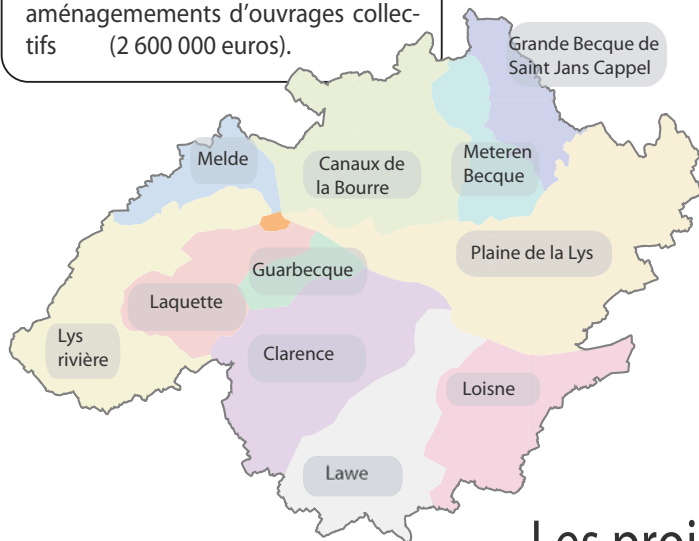 aménagemements d'ouvrages collec-
tifs (2 600 000 euros).
Grande Becque de
Saint Jans Cappel
Melde
Canaux de
la Bourre
Meteren
Becque
Plaine de la Lys
Guarbecque
Laquette
Lys
rivière
Clarence
Loisne
Lawe